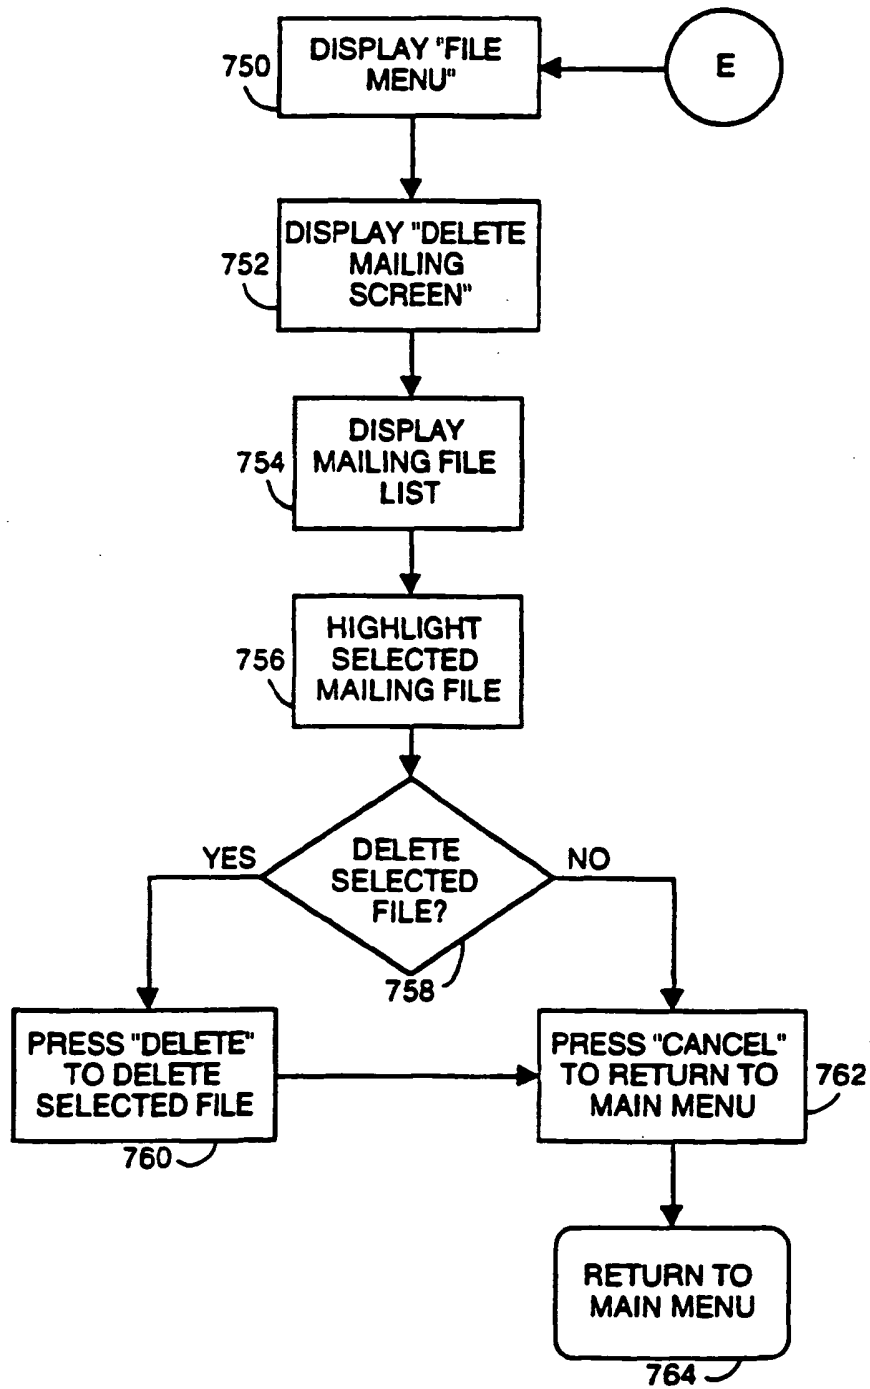 DISPLAY "FILE
MENU"
750
E
DISPLAY "DELETE
MAILING
SCREEN"
752
DISPLAY
MAILING FILE
LIST
754
HIGHLIGHT
SELECTED
MAILING FILE
756
YES
DELETE
SELECTED
FILE?
NO
758
PRESS "DELETE"
TO DELETE
SELECTED FILE
760
PRESS "CANCEL"
TO RETURN TO
MAIN MENU
762
RETURN TO
MAIN MENU
764